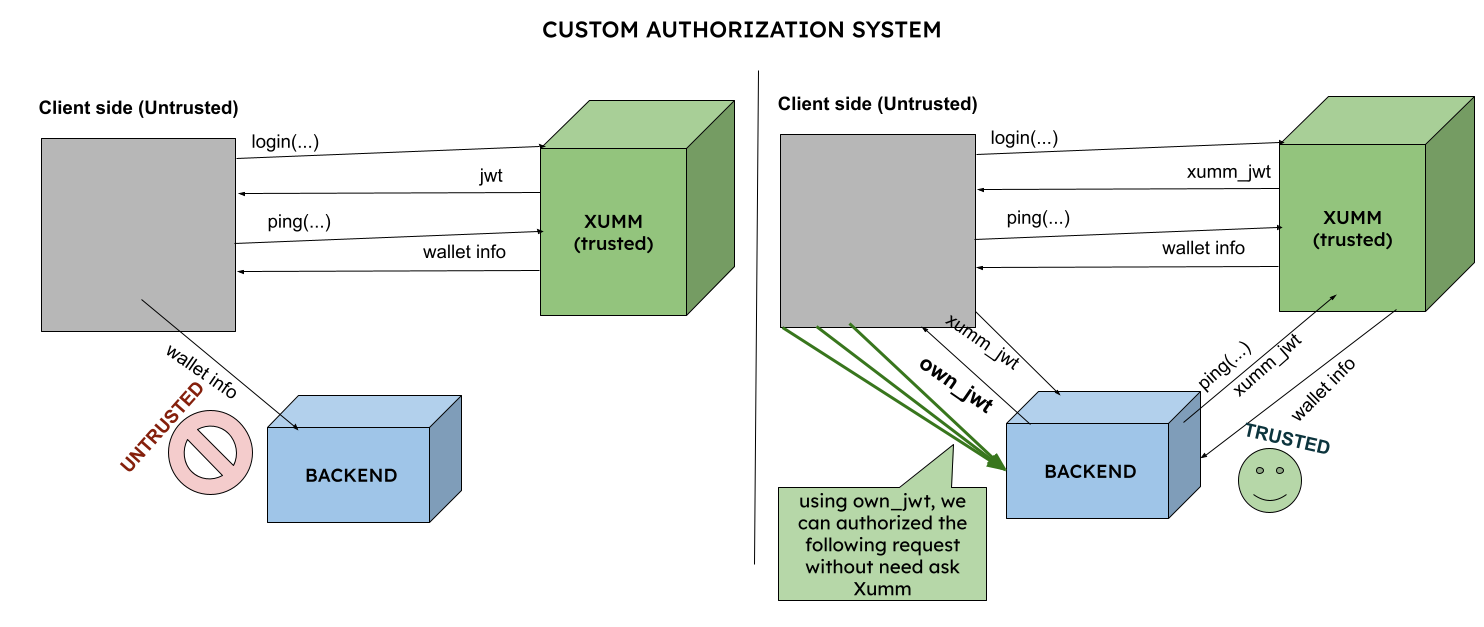 CUSTOM AUTHORIZATION SYSTEM
Client side (Untrusted)
login(...)
jwt
ping(...)
wallet info
XUMM
(trusted)
wallet info
UNTRUSTED
BACKEND
Client side (Untrusted)
login(...)
xumm_jwt
ping(...)
wallet info
XUMM
(trusted)
xumm_jwt
own_jwt
ping(...)
xumm_jwt
wallet info
TRUSTED
BACKEND
using own_jwt, we
can authorized the
following request
without need ask
Xumm